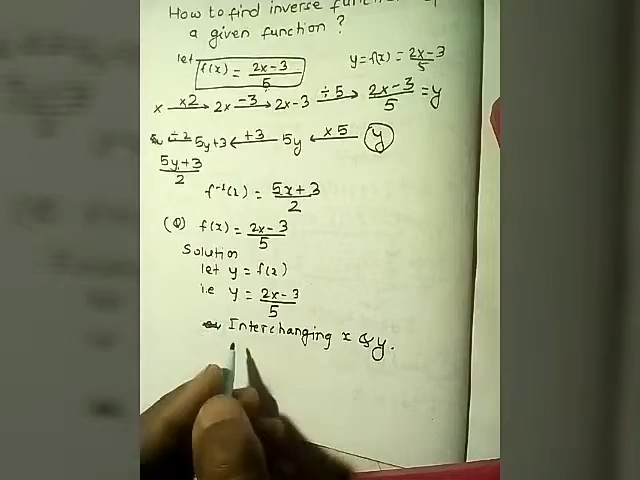 How to find inverse
a given function ?
let f(x) = 2x-3/5 y = f(x) = 2x-3/5
x ×2→ 2x -3→ 2x-3 ÷5→ 2x-3/5 = y
÷2← 5y+3 ←+3 5y ←×5 y
5y+3/2
f⁻¹(x) = 5x+3/2
(Q) f(x) = 2x-3/5
Solution
let y = f(x)
i.e y = 2x-3/5
Interchanging x & y.